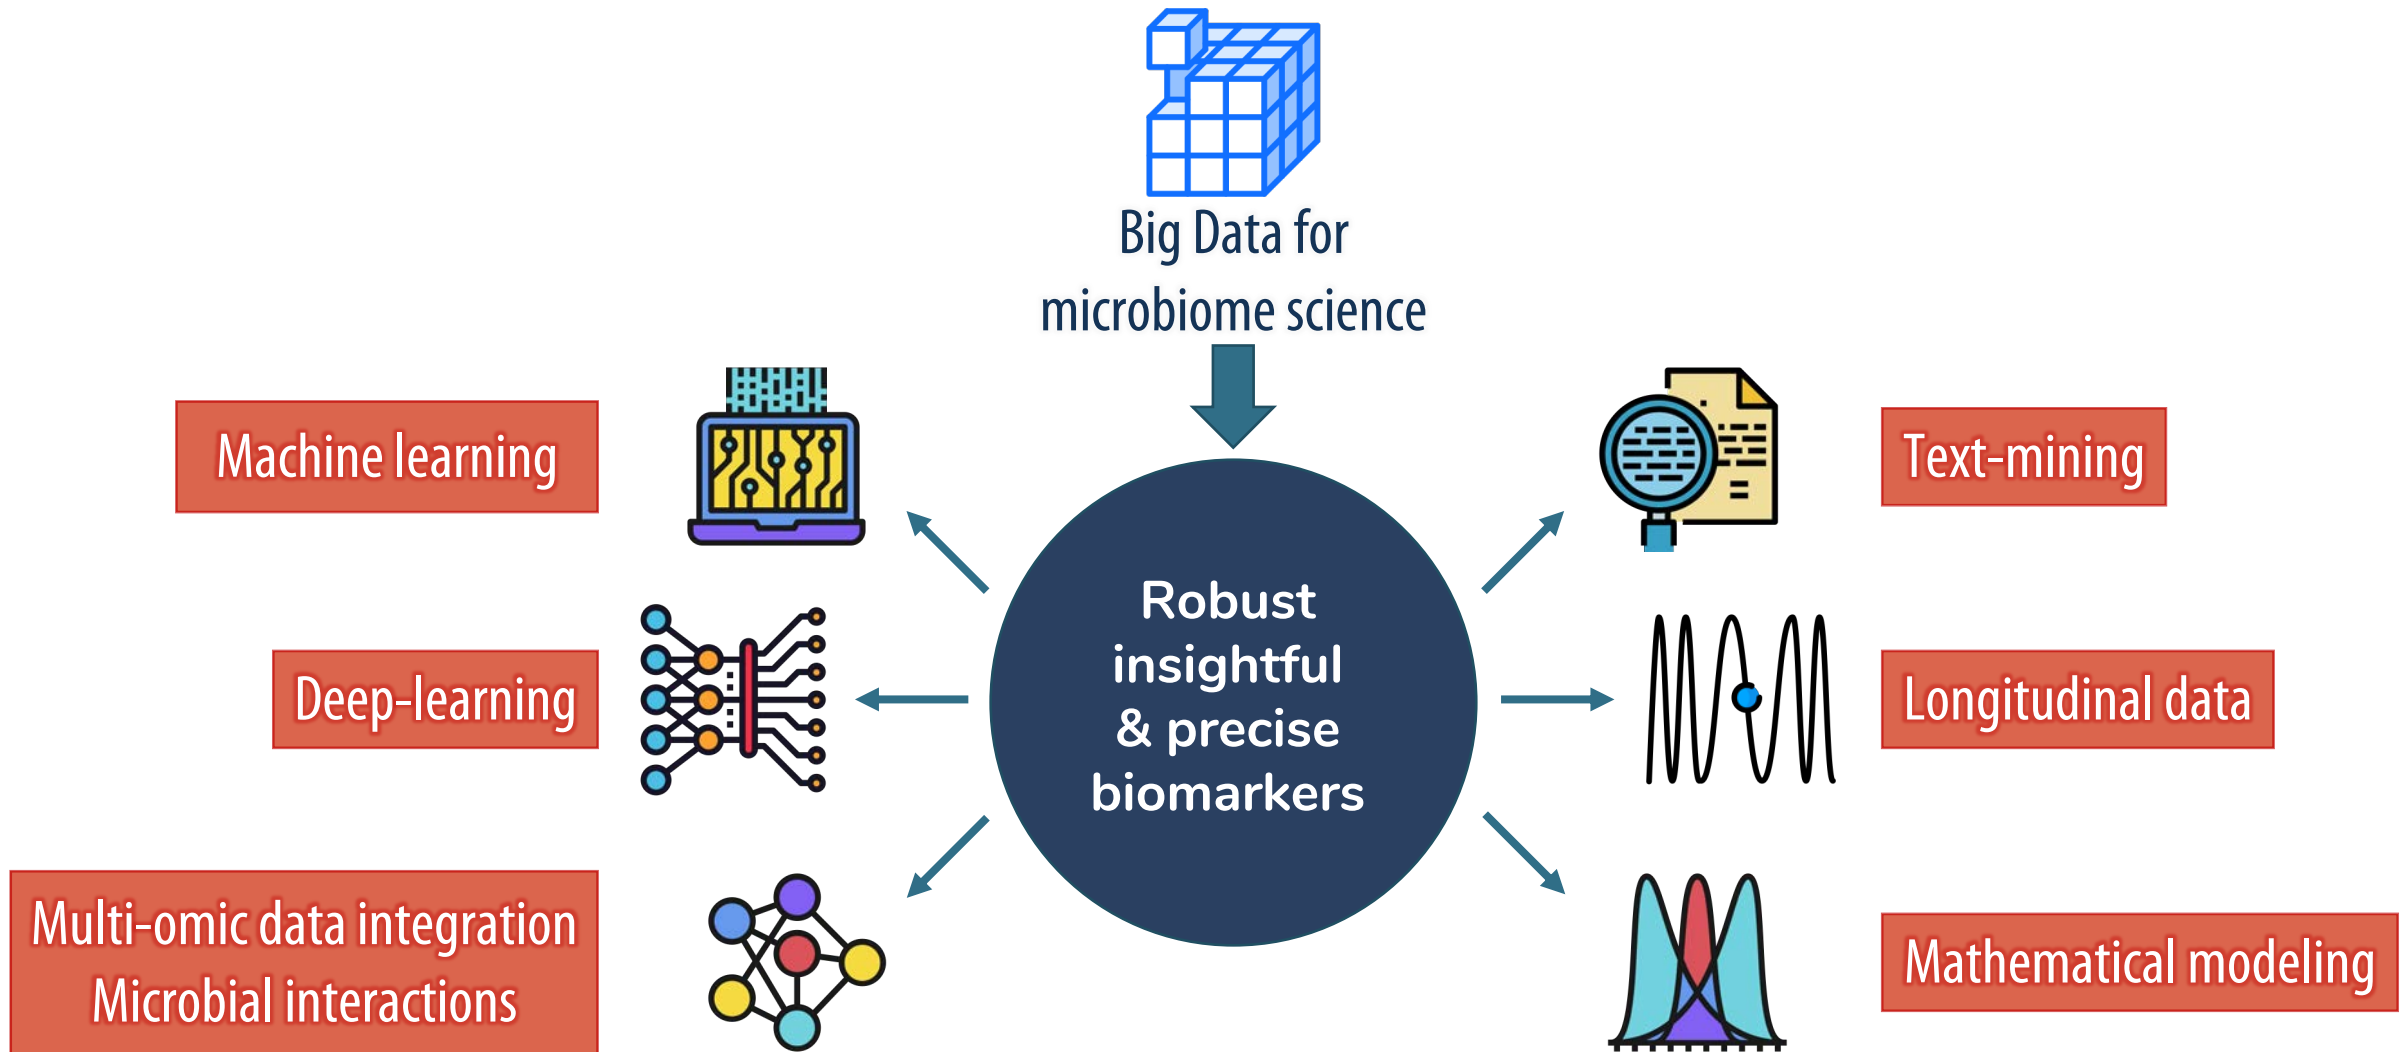 Big Data for
microbiome science
Machine learning
Text-mining
Robust
insightful
& precise
biomarkers
Deep-learning
Longitudinal data
Multi-omic data integration
Microbial interactions
Mathematical modeling